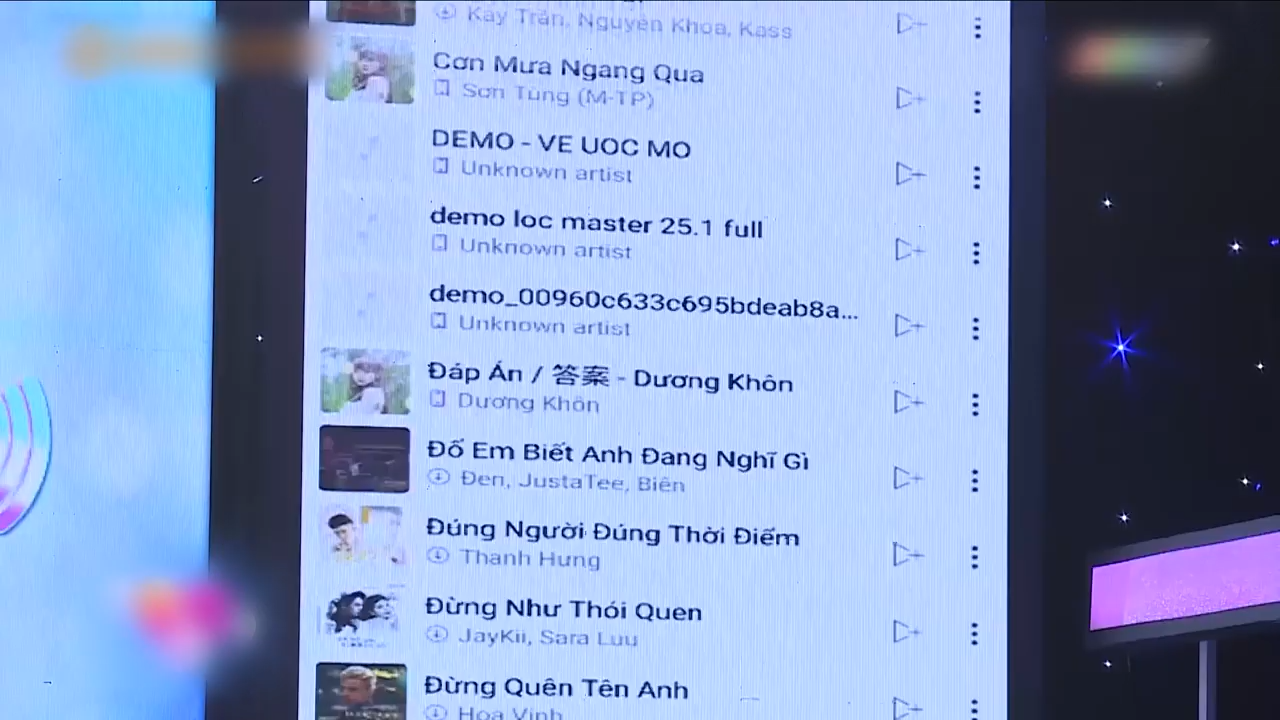 Kay Trần, Nguyễn Khoa, Kass
Cơn Mưa Ngang Qua
Sơn Tùng (M-TP)
DEMO - VE UOC MO
Unknown artist
demo loc master 25.1 full
Unknown artist
demo_00960c633c695bdeab8a...
Unknown artist
Đáp Án / 答案 - Dương Khôn
Dương Khôn
Đố Em Biết Anh Đang Nghĩ Gì
Đen, JustaTee, Biên
Đúng Người Đúng Thời Điểm
Thanh Hưng
Đừng Như Thói Quen
JayKii, Sara Luu
Đừng Quên Tên Anh
Hoa Vinh